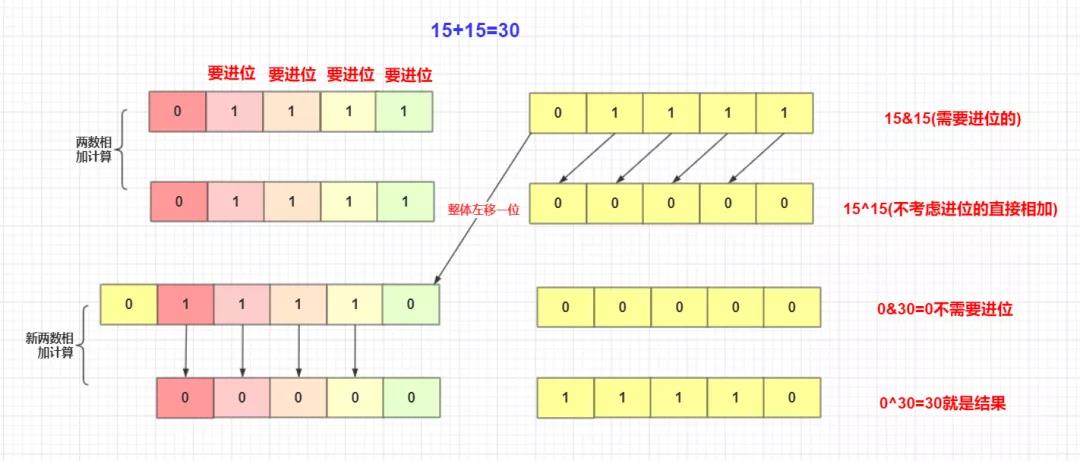 15+15=30
要进位 要进位 要进位 要进位
0 1 1 1 1
0 1 1 1 1
15&15(需要进位的)
两数相
加计算
0 1 1 1 1
整体左移一位
0 0 0 0 0
15^15(不考虑进位的直接相加)
0 1 1 1 1 0
0 0 0 0 0
0&30=0不需要进位
新两数相
加计算
0 0 0 0 0
1 1 1 1 0
0^30=30就是结果